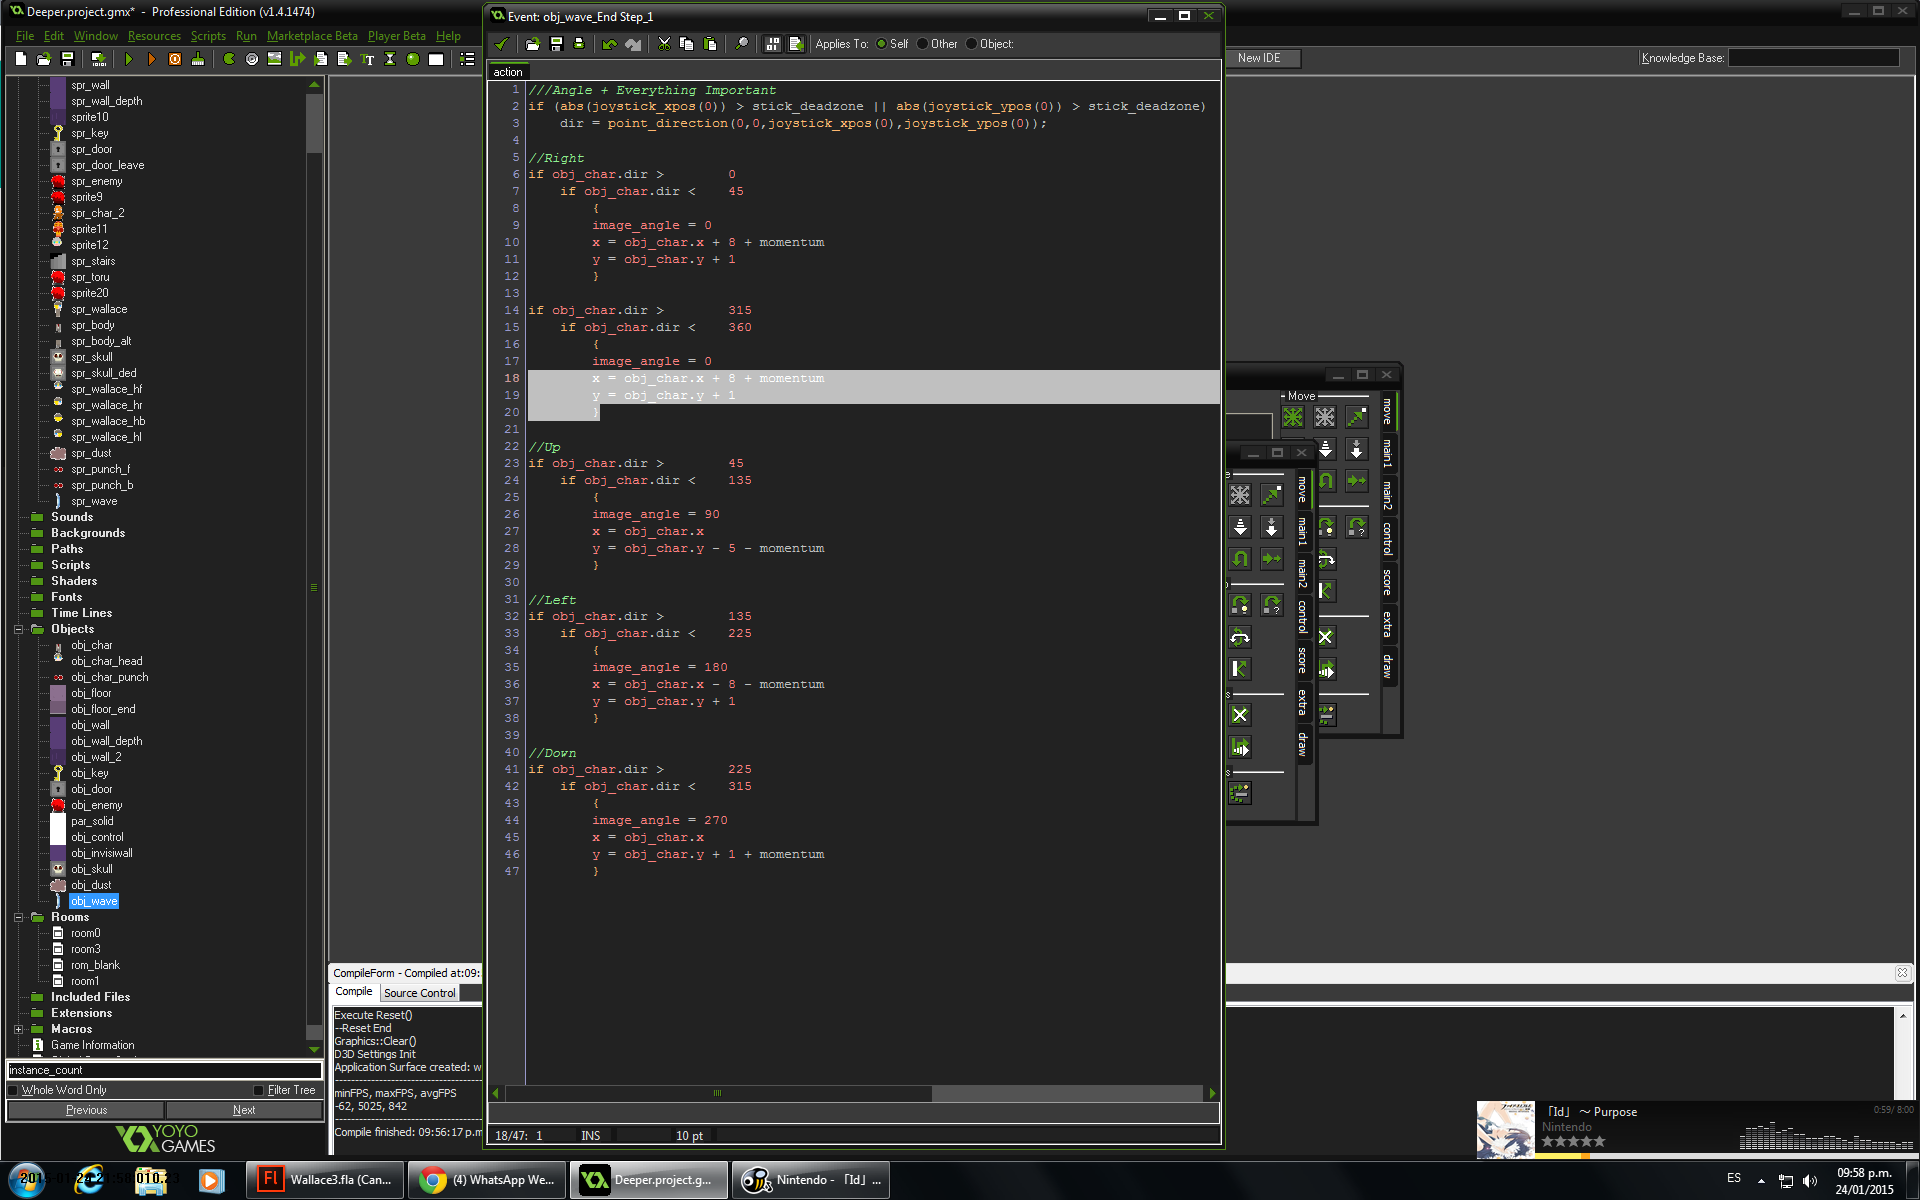 Deeper.project.gmx* - Professional Edition (v1.4.1474)
File Edit Window Resources Scripts Run Marketplace Beta Player Beta Help
New IDE
Knowledge Base:
spr_wall
spr_wall_depth
sprite10
spr_key
spr_door
spr_door_leave
spr_enemy
sprite9
spr_char_2
sprite11
sprite12
spr_stairs
spr_toru
sprite20
spr_wallace
spr_body
spr_body_alt
spr_skull
spr_skull_ded
spr_wallace_hf
spr_wallace_hr
spr_wallace_hb
spr_wallace_hl
spr_dust
spr_punch_f
spr_punch_b
spr_wave
Sounds
Backgrounds
Paths
Scripts
Shaders
Fonts
Time Lines
Objects
obj_char
obj_char_head
obj_char_punch
obj_floor
obj_floor_end
obj_wall
obj_wall_depth
obj_wall_2
obj_key
obj_door
obj_enemy
par_solid
obj_control
obj_invisiwall
obj_skull
obj_dust
obj_wave
Rooms
room0
room3
rom_blank
room1
Included Files
Extensions
Macros
Game Information
instance_count
Whole Word Only Filter Tree
Previous Next
YOYO GAMES
Event: obj_wave_End Step_1
Applies To: Self Other Object:
action
1 ///Angle + Everything Important
2 if (abs(joystick_xpos(0)) > stick_deadzone || abs(joystick_ypos(0)) > stick_deadzone)
3 dir = point_direction(0,0,joystick_xpos(0),joystick_ypos(0));
4
5 //Right
6 if obj_char.dir > 0
7 if obj_char.dir < 45
8 {
9 image_angle = 0
10 x = obj_char.x + 8 + momentum
11 y = obj_char.y + 1
12 }
13
14 if obj_char.dir > 315
15 if obj_char.dir < 360
16 {
17 image_angle = 0
18 x = obj_char.x + 8 + momentum
19 y = obj_char.y + 1
20 }
21
22 //Up
23 if obj_char.dir > 45
24 if obj_char.dir < 135
25 {
26 image_angle = 90
27 x = obj_char.x
28 y = obj_char.y - 5 - momentum
29 }
30
31 //Left
32 if obj_char.dir > 135
33 if obj_char.dir < 225
34 {
35 image_angle = 180
36 x = obj_char.x - 8 - momentum
37 y = obj_char.y + 1
38 }
39
40 //Down
41 if obj_char.dir > 225
42 if obj_char.dir < 315
43 {
44 image_angle = 270
45 x = obj_char.x
46 y = obj_char.y + 1 + momentum
47 }
18/47: 1 INS 10 pt
Move
move
main1
main2
control
score
extra
draw
move
main1
main2
control
score
extra
draw
CompileForm - Compiled at:09:
Compile Source Control
Execute Reset()
--Reset End
Graphics::Clear()
D3D Settings Init
Application Surface created: w
minFPS, maxFPS, avgFPS
-62, 5025, 842
Compile finished: 09:56:17 p.m
「Id」 ～ Purpose
Nintendo
0:59/ 8:00
Wallace3.fla (Can...
(4) WhatsApp We...
Deeper.project.g...
Nintendo - 「Id」...
ES
09:58 p.m.
24/01/2015